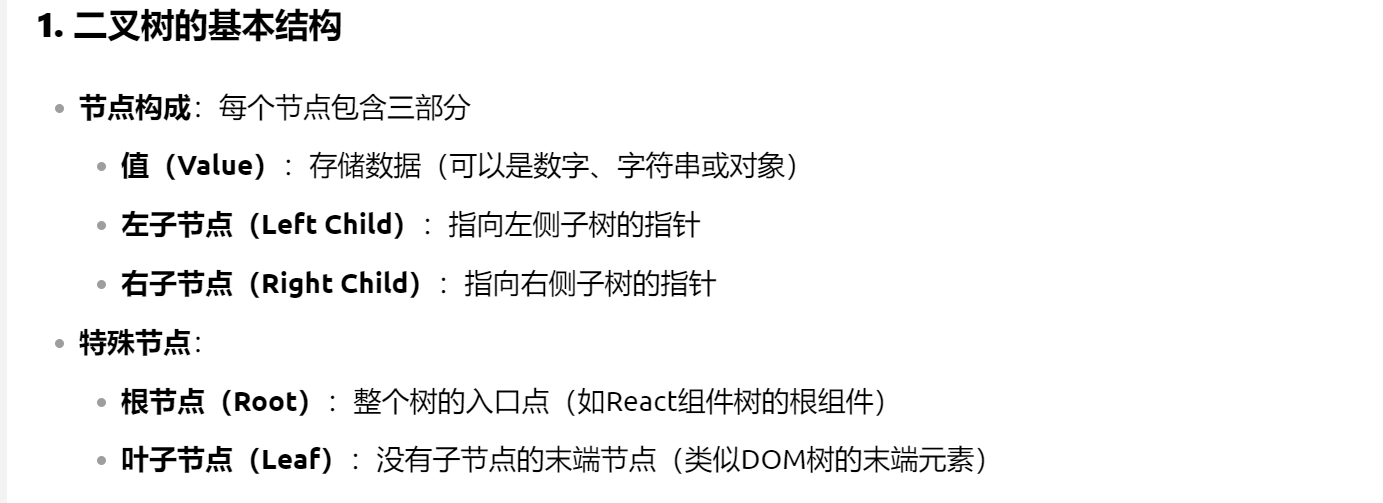 1. 二叉树的基本结构
节点构成：每个节点包含三部分
值（Value）：存储数据（可以是数字、字符串或对象）
左子节点（Left Child）：指向左侧子树的指针
右子节点（Right Child）：指向右侧子树的指针
特殊节点：
根节点（Root）：整个树的入口点（如React组件树的根组件）
叶子节点（Leaf）：没有子节点的末端节点（类似DOM树的末端元素）